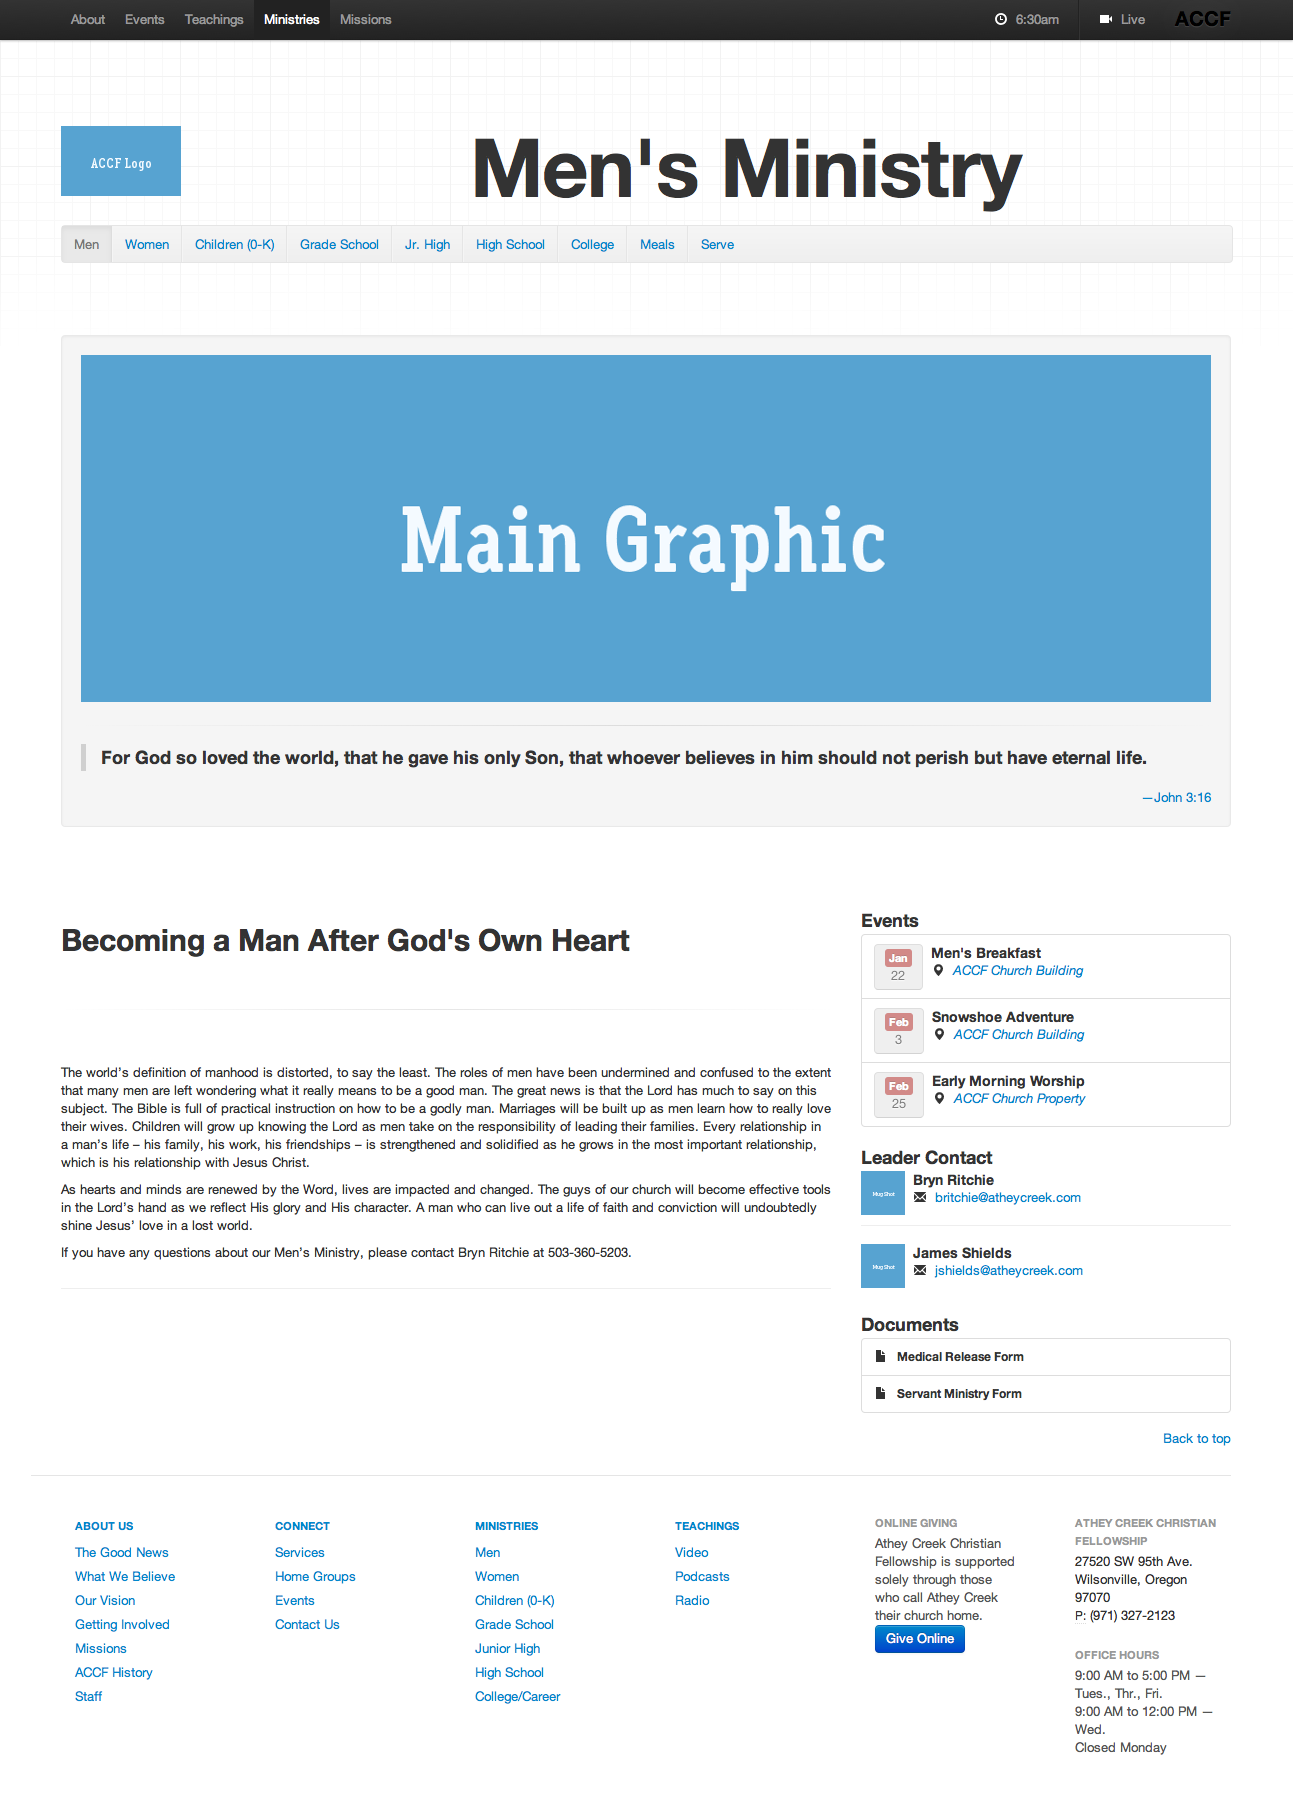 About Events Teachings Ministries Missions 6:30am Live ACCF
ACCF Logo
Men's Ministry
Men Women Children (0-K) Grade School Jr. High High School College Meals Serve
Main Graphic
For God so loved the world, that he gave his only Son, that whoever believes in him should not perish but have eternal life.
—John 3:16
Becoming a Man After God's Own Heart
The world’s definition of manhood is distorted, to say the least. The roles of men have been undermined and confused to the extent
that many men are left wondering what it really means to be a good man. The great news is that the Lord has much to say on this
subject. The Bible is full of practical instruction on how to be a godly man. Marriages will be built up as men learn how to really love
their wives. Children will grow up knowing the Lord as men take on the responsibility of leading their families. Every relationship in
a man’s life – his family, his work, his friendships – is strengthened and solidified as he grows in the most important relationship,
which is his relationship with Jesus Christ.
As hearts and minds are renewed by the Word, lives are impacted and changed. The guys of our church will become effective tools
in the Lord’s hand as we reflect His glory and His character. A man who can live out a life of faith and conviction will undoubtedly
shine Jesus’ love in a lost world.
If you have any questions about our Men’s Ministry, please contact Bryn Ritchie at 503-360-5203.
Events
Jan
22
Men's Breakfast
ACCF Church Building
Feb
3
Snowshoe Adventure
ACCF Church Building
Feb
25
Early Morning Worship
ACCF Church Property
Leader Contact
Mug Shot
Bryn Ritchie
britchie@atheycreek.com
Mug Shot
James Shields
jshields@atheycreek.com
Documents
Medical Release Form
Servant Ministry Form
Back to top
ABOUT US
The Good News
What We Believe
Our Vision
Getting Involved
Missions
ACCF History
Staff
CONNECT
Services
Home Groups
Events
Contact Us
MINISTRIES
Men
Women
Children (0-K)
Grade School
Junior High
High School
College/Career
TEACHINGS
Video
Podcasts
Radio
ONLINE GIVING
Athey Creek Christian
Fellowship is supported
solely through those
who call Athey Creek
their church home.
Give Online
ATHEY CREEK CHRISTIAN
FELLOWSHIP
27520 SW 95th Ave.
Wilsonville, Oregon
97070
P: (971) 327-2123
OFFICE HOURS
9:00 AM to 5:00 PM —
Tues., Thr., Fri.
9:00 AM to 12:00 PM —
Wed.
Closed Monday